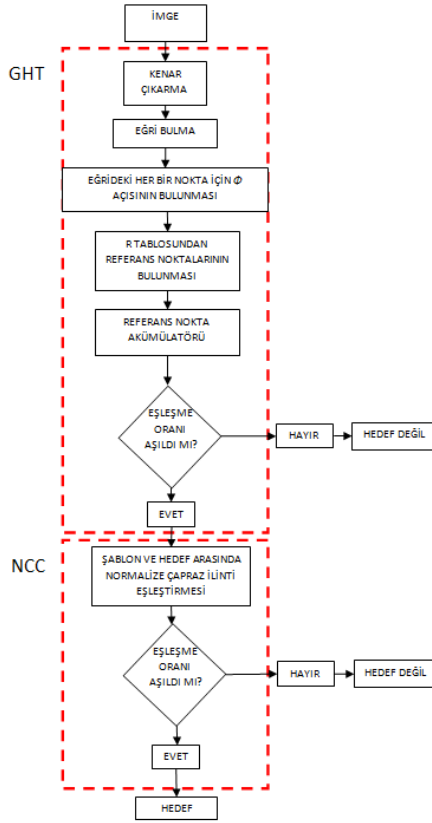 İMGE
GHT
KENAR
ÇIKARMA
EĞRİ BULMA
EĞRİDEKİ HER BİR NOKTA İÇİN Φ
AÇISININ BULUNMASI
R TABLOSUNDAN
REFERANS NOKTALARININ
BULUNMASI
REFERANS NOKTA
AKÜMÜLATÖRÜ
EŞLEŞME
ORANI
AŞILDI MI?
HAYIR
HEDEF DEĞİL
EVET
NCC
ŞABLON VE HEDEF ARASINDA
NORMALİZE ÇAPRAZ İLİNTİ
EŞLEŞTİRMESİ
EŞLEŞME
ORANI
AŞILDI MI?
HAYIR
HEDEF DEĞİL
EVET
HEDEF